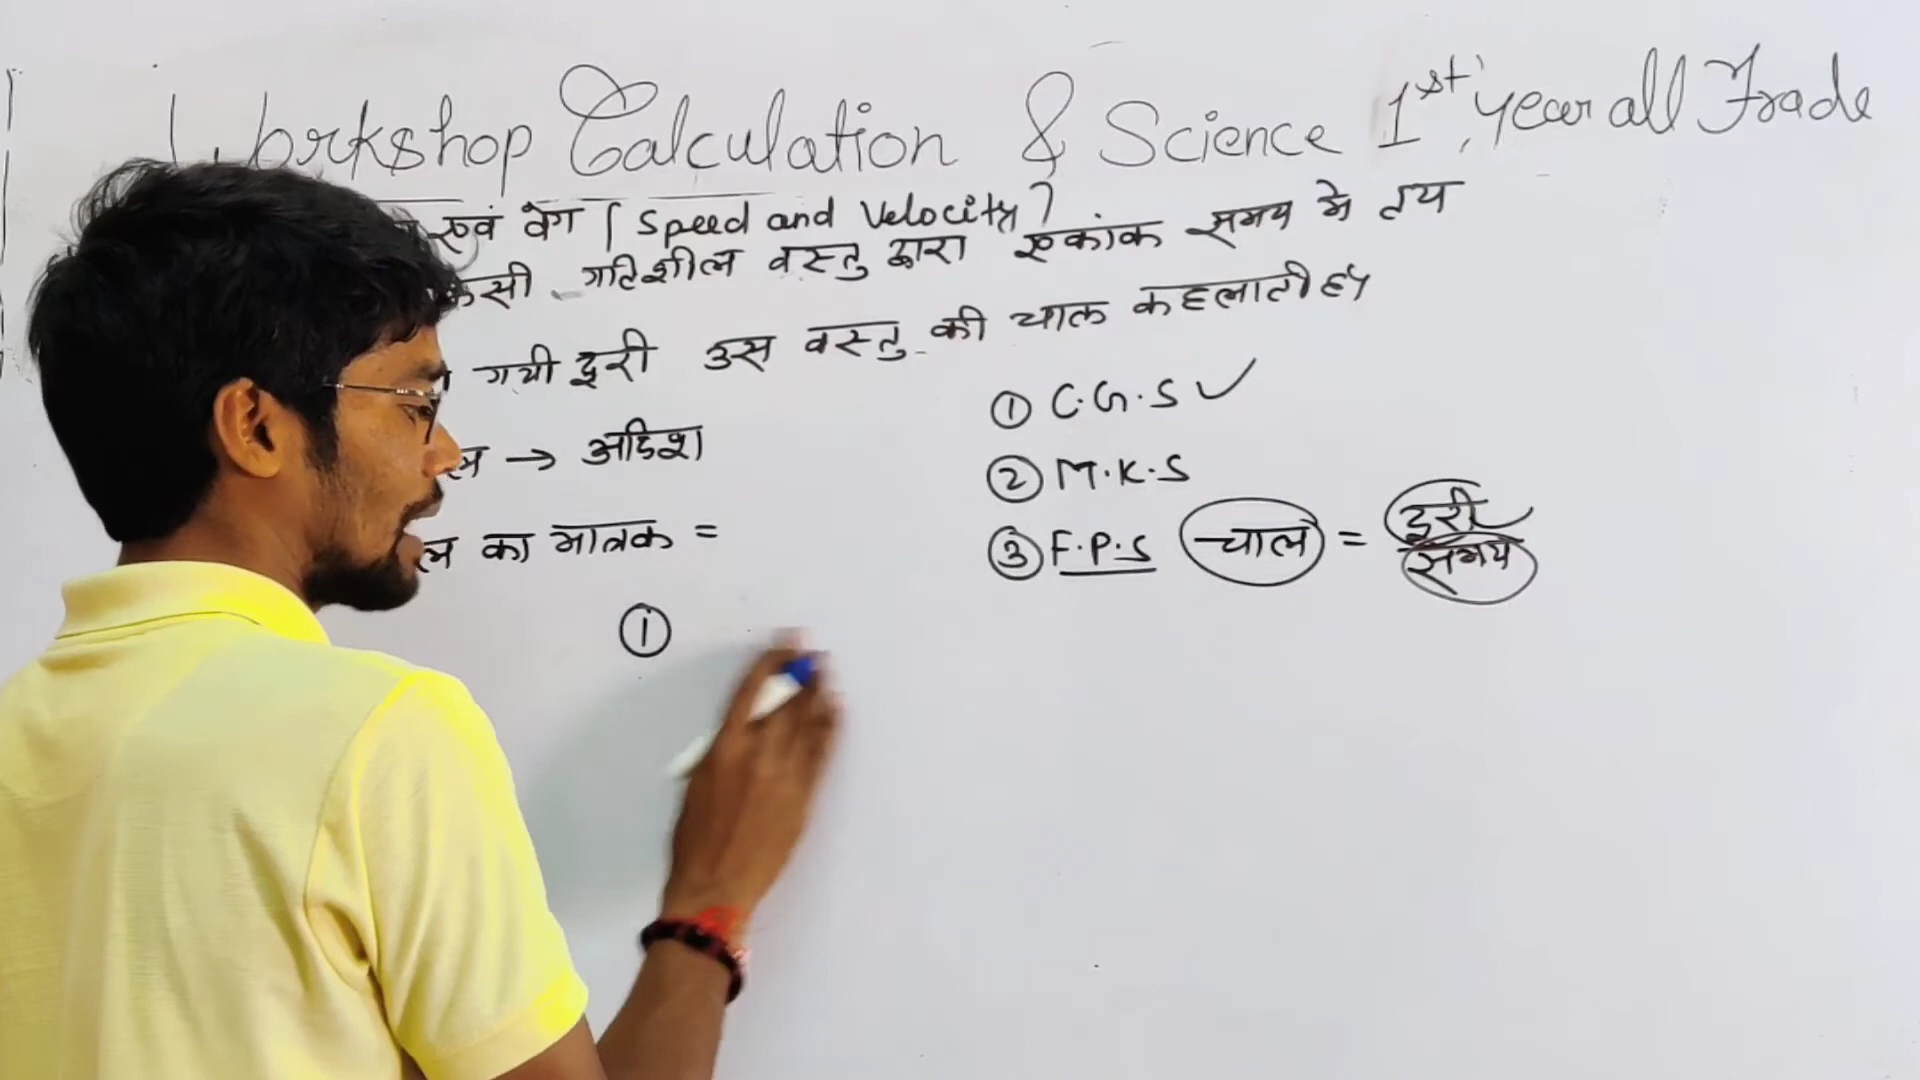 Workshop Calculation & Science 1st year all Trade
एवं वेग ( Speed and Velocity )
गतिशील वस्तु द्वारा एकांक समय मे तय
गयी दूरी उस वस्तु की चाल कहलाती है।
→ अदिश
का मात्रक =
① C.G.S ✓
② M.K.S
③ F.P.S
चाल = दूरी / समय
①